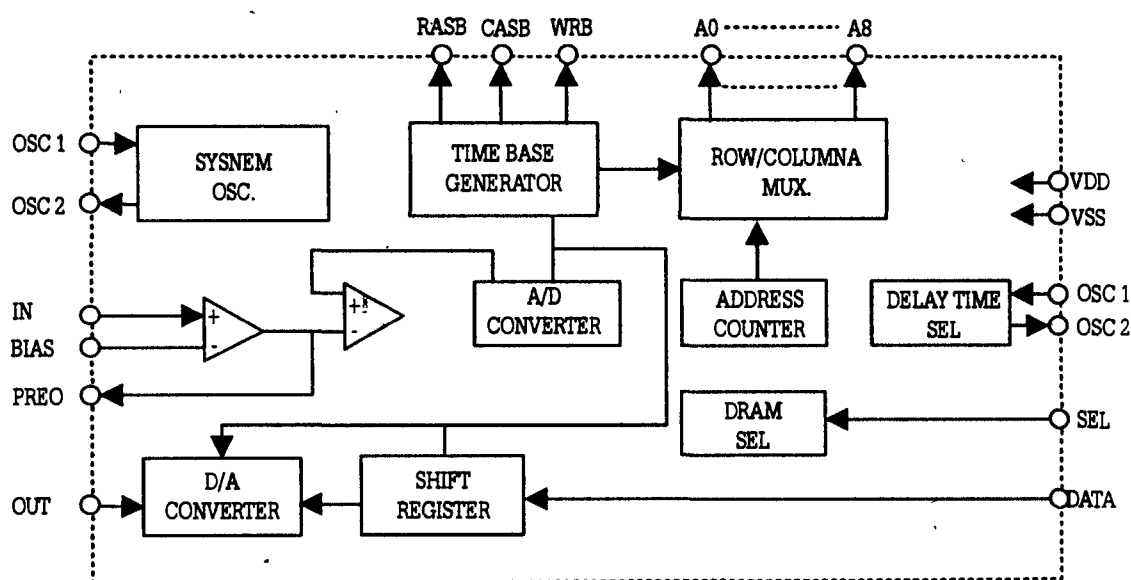 RASB CASB WRB A0 A8
OSC 1
SYSNEM
OSC.
OSC 2
TIME BASE
GENERATOR
ROW/COLUMNA
MUX.
VDD
VSS
IN
BIAS
PREO
+
-
+
-
A/D
CONVERTER
ADDRESS
COUNTER
DELAY TIME
SEL
OSC 1
OSC 2
DRAM
SEL
SEL
OUT
D/A
CONVERTER
SHIFT
REGISTER
DATA